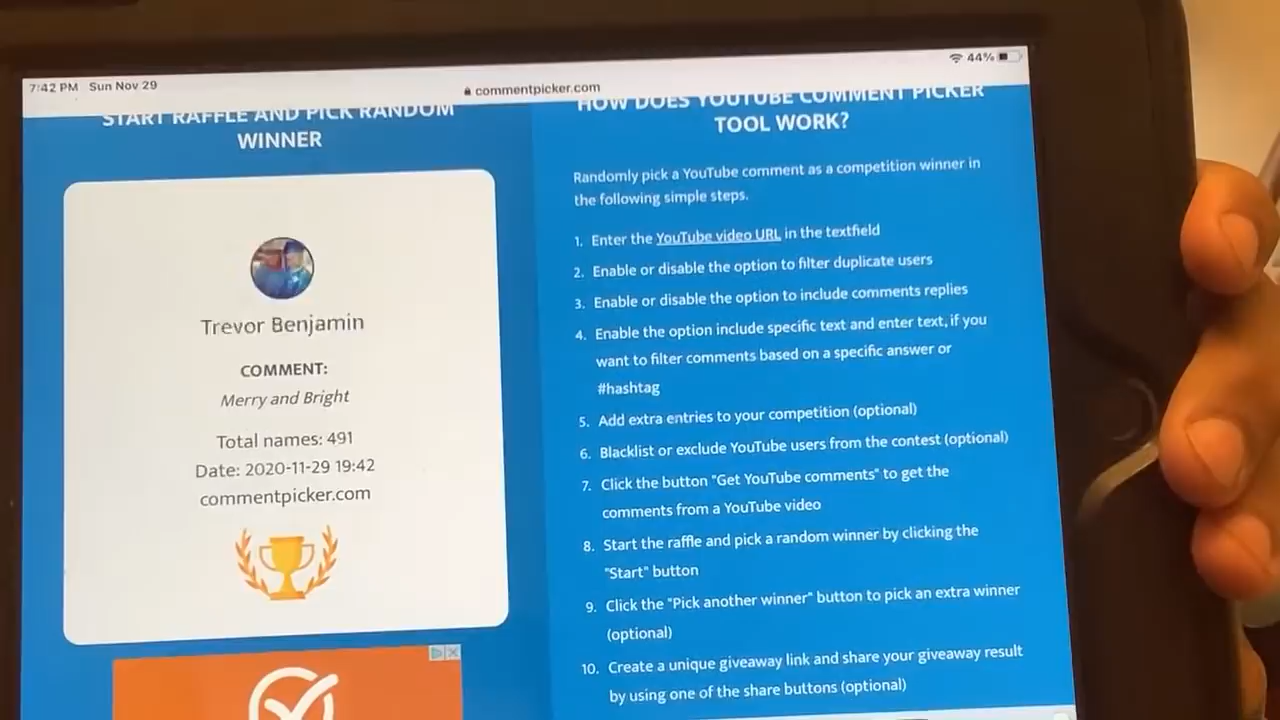 7:42 PM Sun Nov 29
44%
commentpicker.com
START RAFFLE AND PICK RANDOM
WINNER
Trevor Benjamin
COMMENT:
Merry and Bright
Total names: 491
Date: 2020-11-29 19:42
commentpicker.com
HOW DOES YOUTUBE COMMENT PICKER
TOOL WORK?
Randomly pick a YouTube comment as a competition winner in
the following simple steps.
1. Enter the YouTube video URL in the textfield
2. Enable or disable the option to filter duplicate users
3. Enable or disable the option to include comments replies
4. Enable the option include specific text and enter text, if you
want to filter comments based on a specific answer or
#hashtag
5. Add extra entries to your competition (optional)
6. Blacklist or exclude YouTube users from the contest (optional)
7. Click the button "Get YouTube comments" to get the
comments from a YouTube video
8. Start the raffle and pick a random winner by clicking the
"Start" button
9. Click the "Pick another winner" button to pick an extra winner
(optional)
10. Create a unique giveaway link and share your giveaway result
by using one of the share buttons (optional)